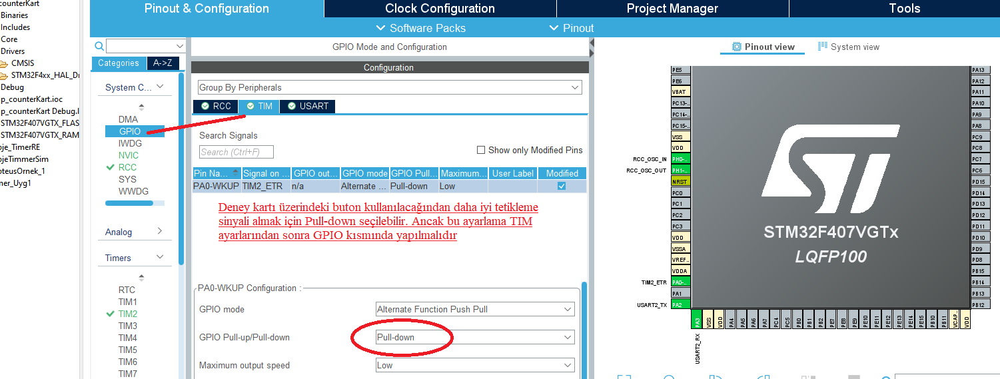 counterKart
Binaries
Includes
Core
Drivers
CMSIS
STM32F4xx_HAL_Dr
Debug
p_counterKart.ioc
p_counterKart Debug.l
STM32F407VGTX_FLAS
STM32F407VGTX_RAM
oje_TimerRE
ojeTimmerSim
oteusOrnek_1
ner_Uyg1
Pinout & Configuration
Clock Configuration
Project Manager
Tools
Software Packs
Pinout
Categories
A->Z
System C...
DMA
GPIO
IWDG
NVIC
RCC
SYS
WWDG
Analog
Timers
RTC
TIM1
TIM2
TIM3
TIM4
TIM5
TIM6
TIM7
GPIO Mode and Configuration
Configuration
Group By Peripherals
RCC
TIM
USART
Search Signals
Search (Ctrl+F)
Show only Modified Pins
Pin Na... Signal on ... GPIO out... GPIO mode GPIO Pull... Maximum... User Label Modified
PA0-WKUP TIM2_ETR n/a Alternate ... Pull-down Low
Deney kartı üzerindeki buton kullanılacağından daha iyi tetikleme
sinyali almak için Pull-down seçilebilir. Ancak bu ayarlama TIM
ayarlarından sonra GPIO kısmında yapılmalıdır
PA0-WKUP Configuration :
GPIO mode
Alternate Function Push Pull
GPIO Pull-up/Pull-down
Pull-down
Maximum output speed
Low
Pinout view
System view
PE5
PE6
VBAT
PC13-..
PC14-..
PC15-..
VSS
VDD
RCC_OSC_IN PH0-..
RCC_OSC_OUT PH1-..
NRST
PC0
PC1
PC2
PC3
VDD
VSSA
VREF..
VDDA
TIM2_ETR PA0-..
PA1
USART2_TX PA2
STM32F407VGTx
LQFP100
PA13
PA12
PA11
PA10
PA9
PA8
PC9
PC8
PC7
PC6
PD15
PD14
PD13
PD12
PD11
PD10
PD9
PD8
PB15
PB14
PB13
PB12
PA3
VSS
VDD
PA4
PA5
PA6
PA7
PC4
PC5
PB0
PB1
PB2
PE7
PE8
PE9
PE10
PE11
PE12
PE13
PE14
PE15
PB10
PB11
VCAP..
VDD
USART2_RX